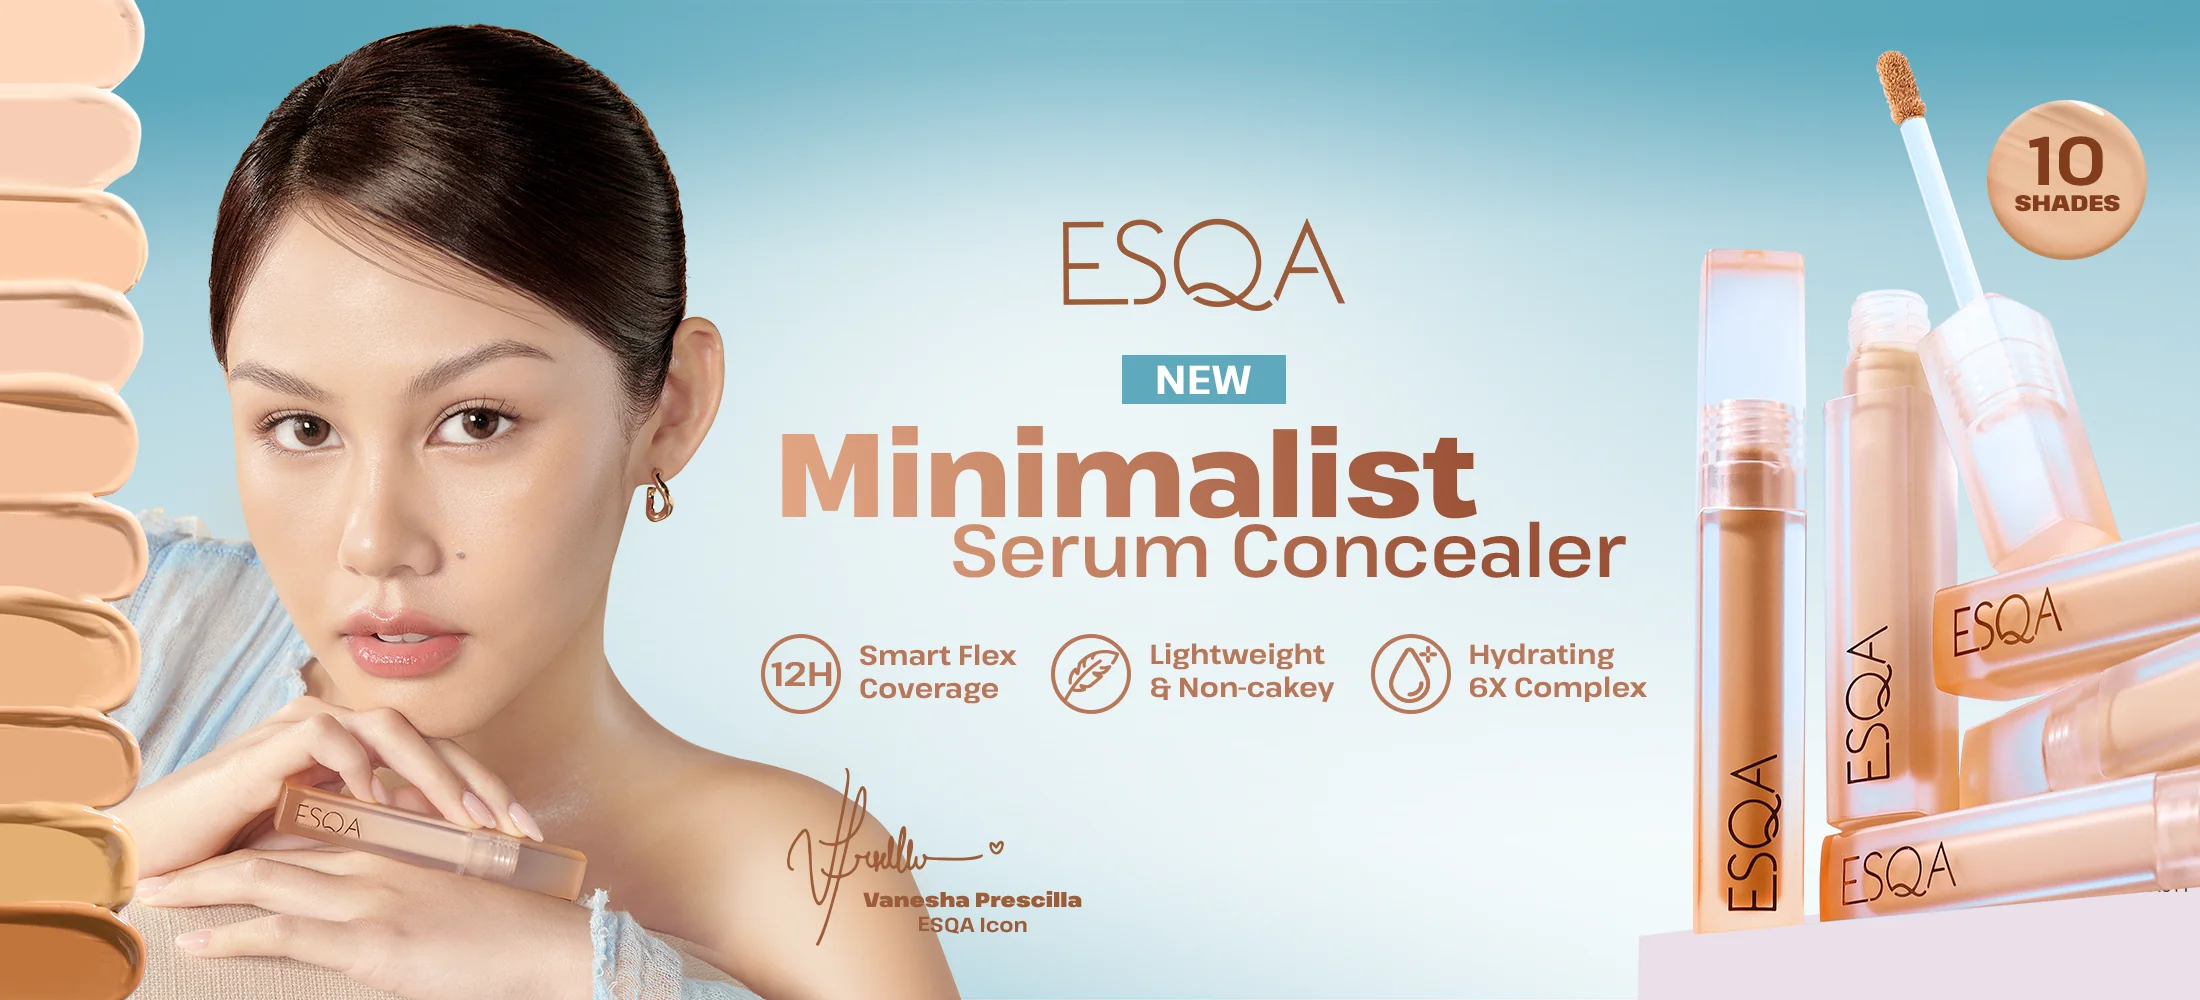 ESQA
NEW
Minimalist
Serum Concealer
12H
Smart Flex
Coverage
Lightweight
& Non-cakey
Hydrating
6X Complex
Vanesha Prescilla
ESQA Icon
ESQA
10
SHADES
ESQA
ESQA
ESQA
ESQA